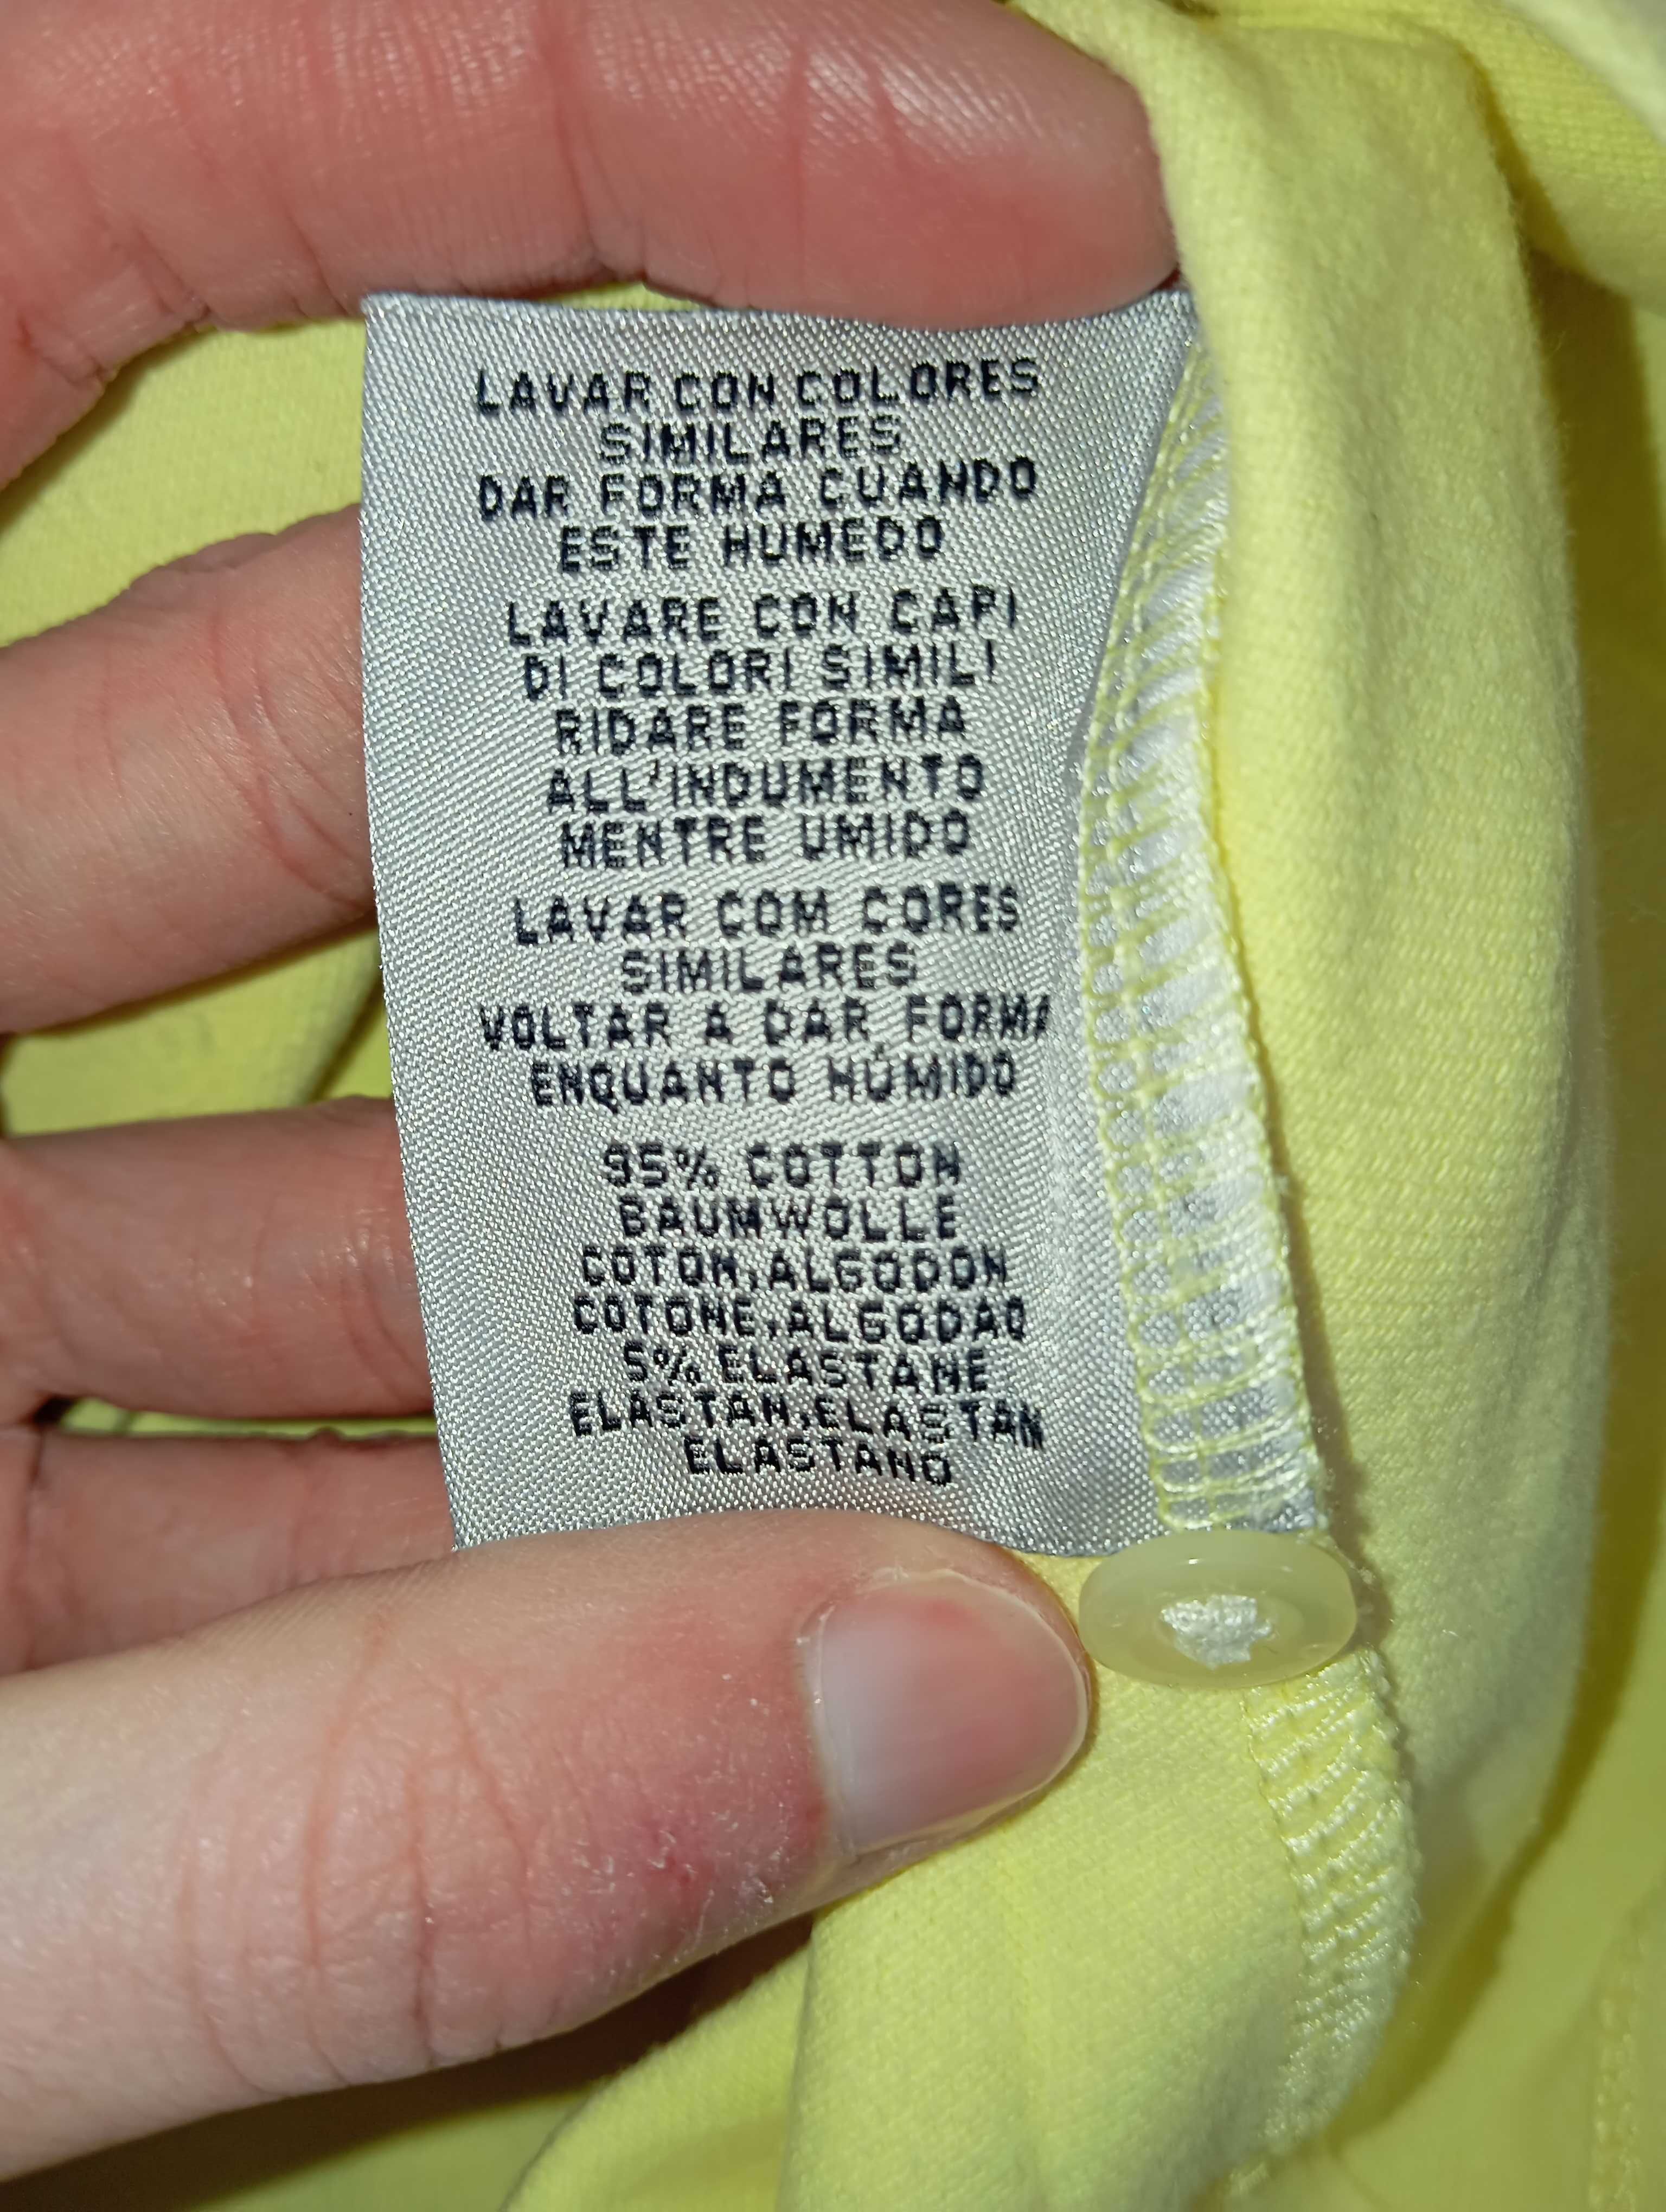 LAVAR CON COLORES
SIMILARES
DAR FORMA CUANDO
ESTE HUMEDO
LAVARE CON CAPI
DI COLORI SIMILI
RIDARE FORMA
ALL'INDUMENTO
MENTRE UMIDO
LAVAR COM CORES
SIMILARES
VOLTAR A DAR FORMA
ENQUANTO HÚMIDO
95% COTTON
BAUMWOLLE
COTON,ALGODON
COTONE,ALGODAO
5% ELASTANE
ELASTAN,ELASTAN
ELASTANO